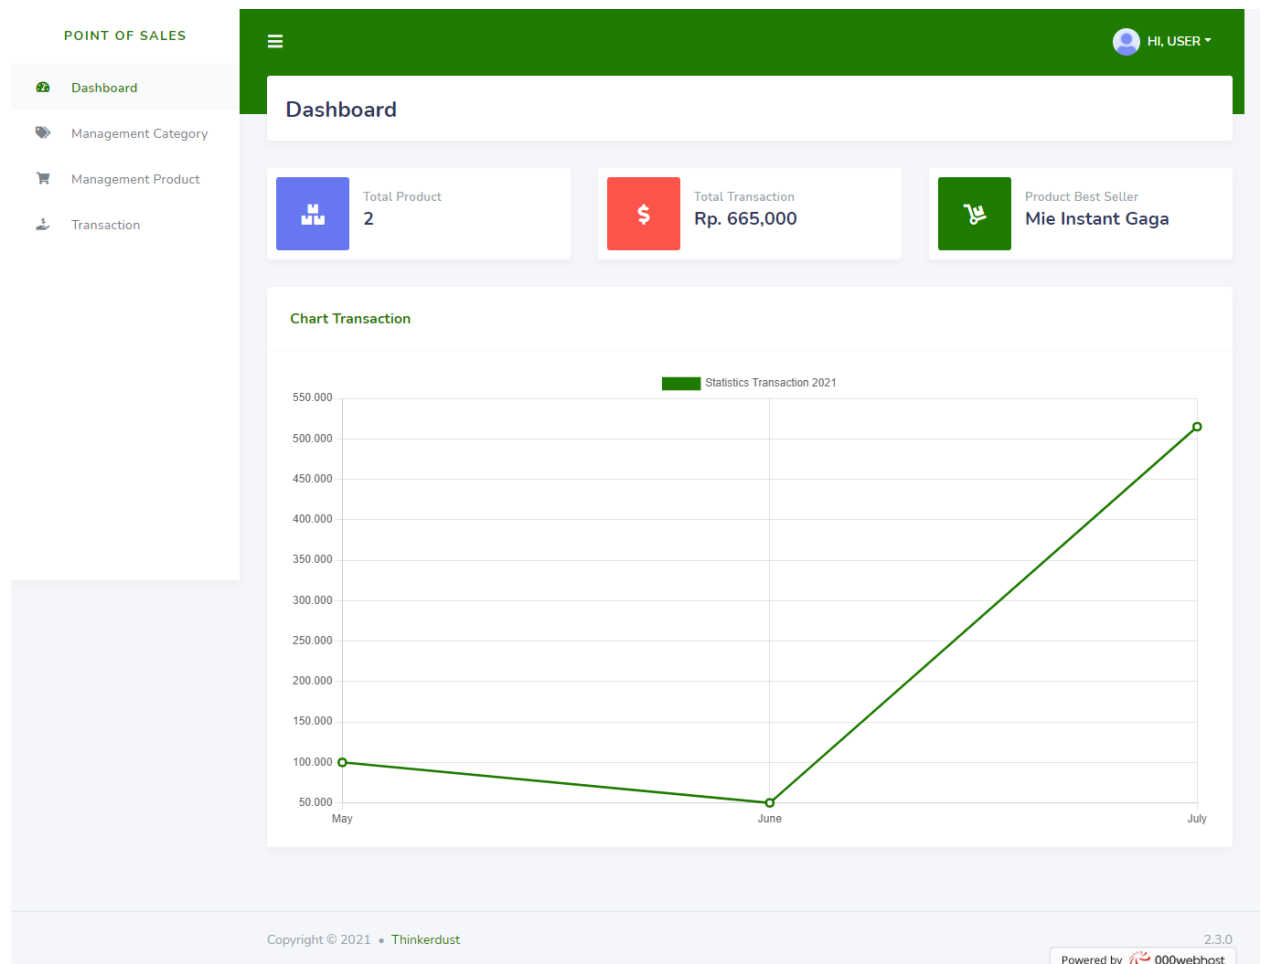 POINT OF SALES
HI, USER
Dashboard
Management Category
Management Product
Transaction
Dashboard
Total Product
2
Total Transaction
Rp. 665,000
Product Best Seller
Mie Instant Gaga
Chart Transaction
Statistics Transaction 2021
550.000
500.000
450.000
400.000
350.000
300.000
250.000
200.000
150.000
100.000
50.000
May June July
Copyright © 2021 • Thinkerdust
2.3.0
Powered by 000webhost